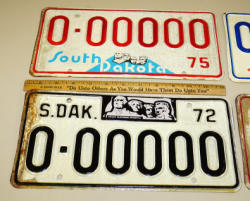 0-00000
South Dakota 75
"Do Unto Others As You Would Have Them Do Unto You"
S.DAK. 72
0-00000